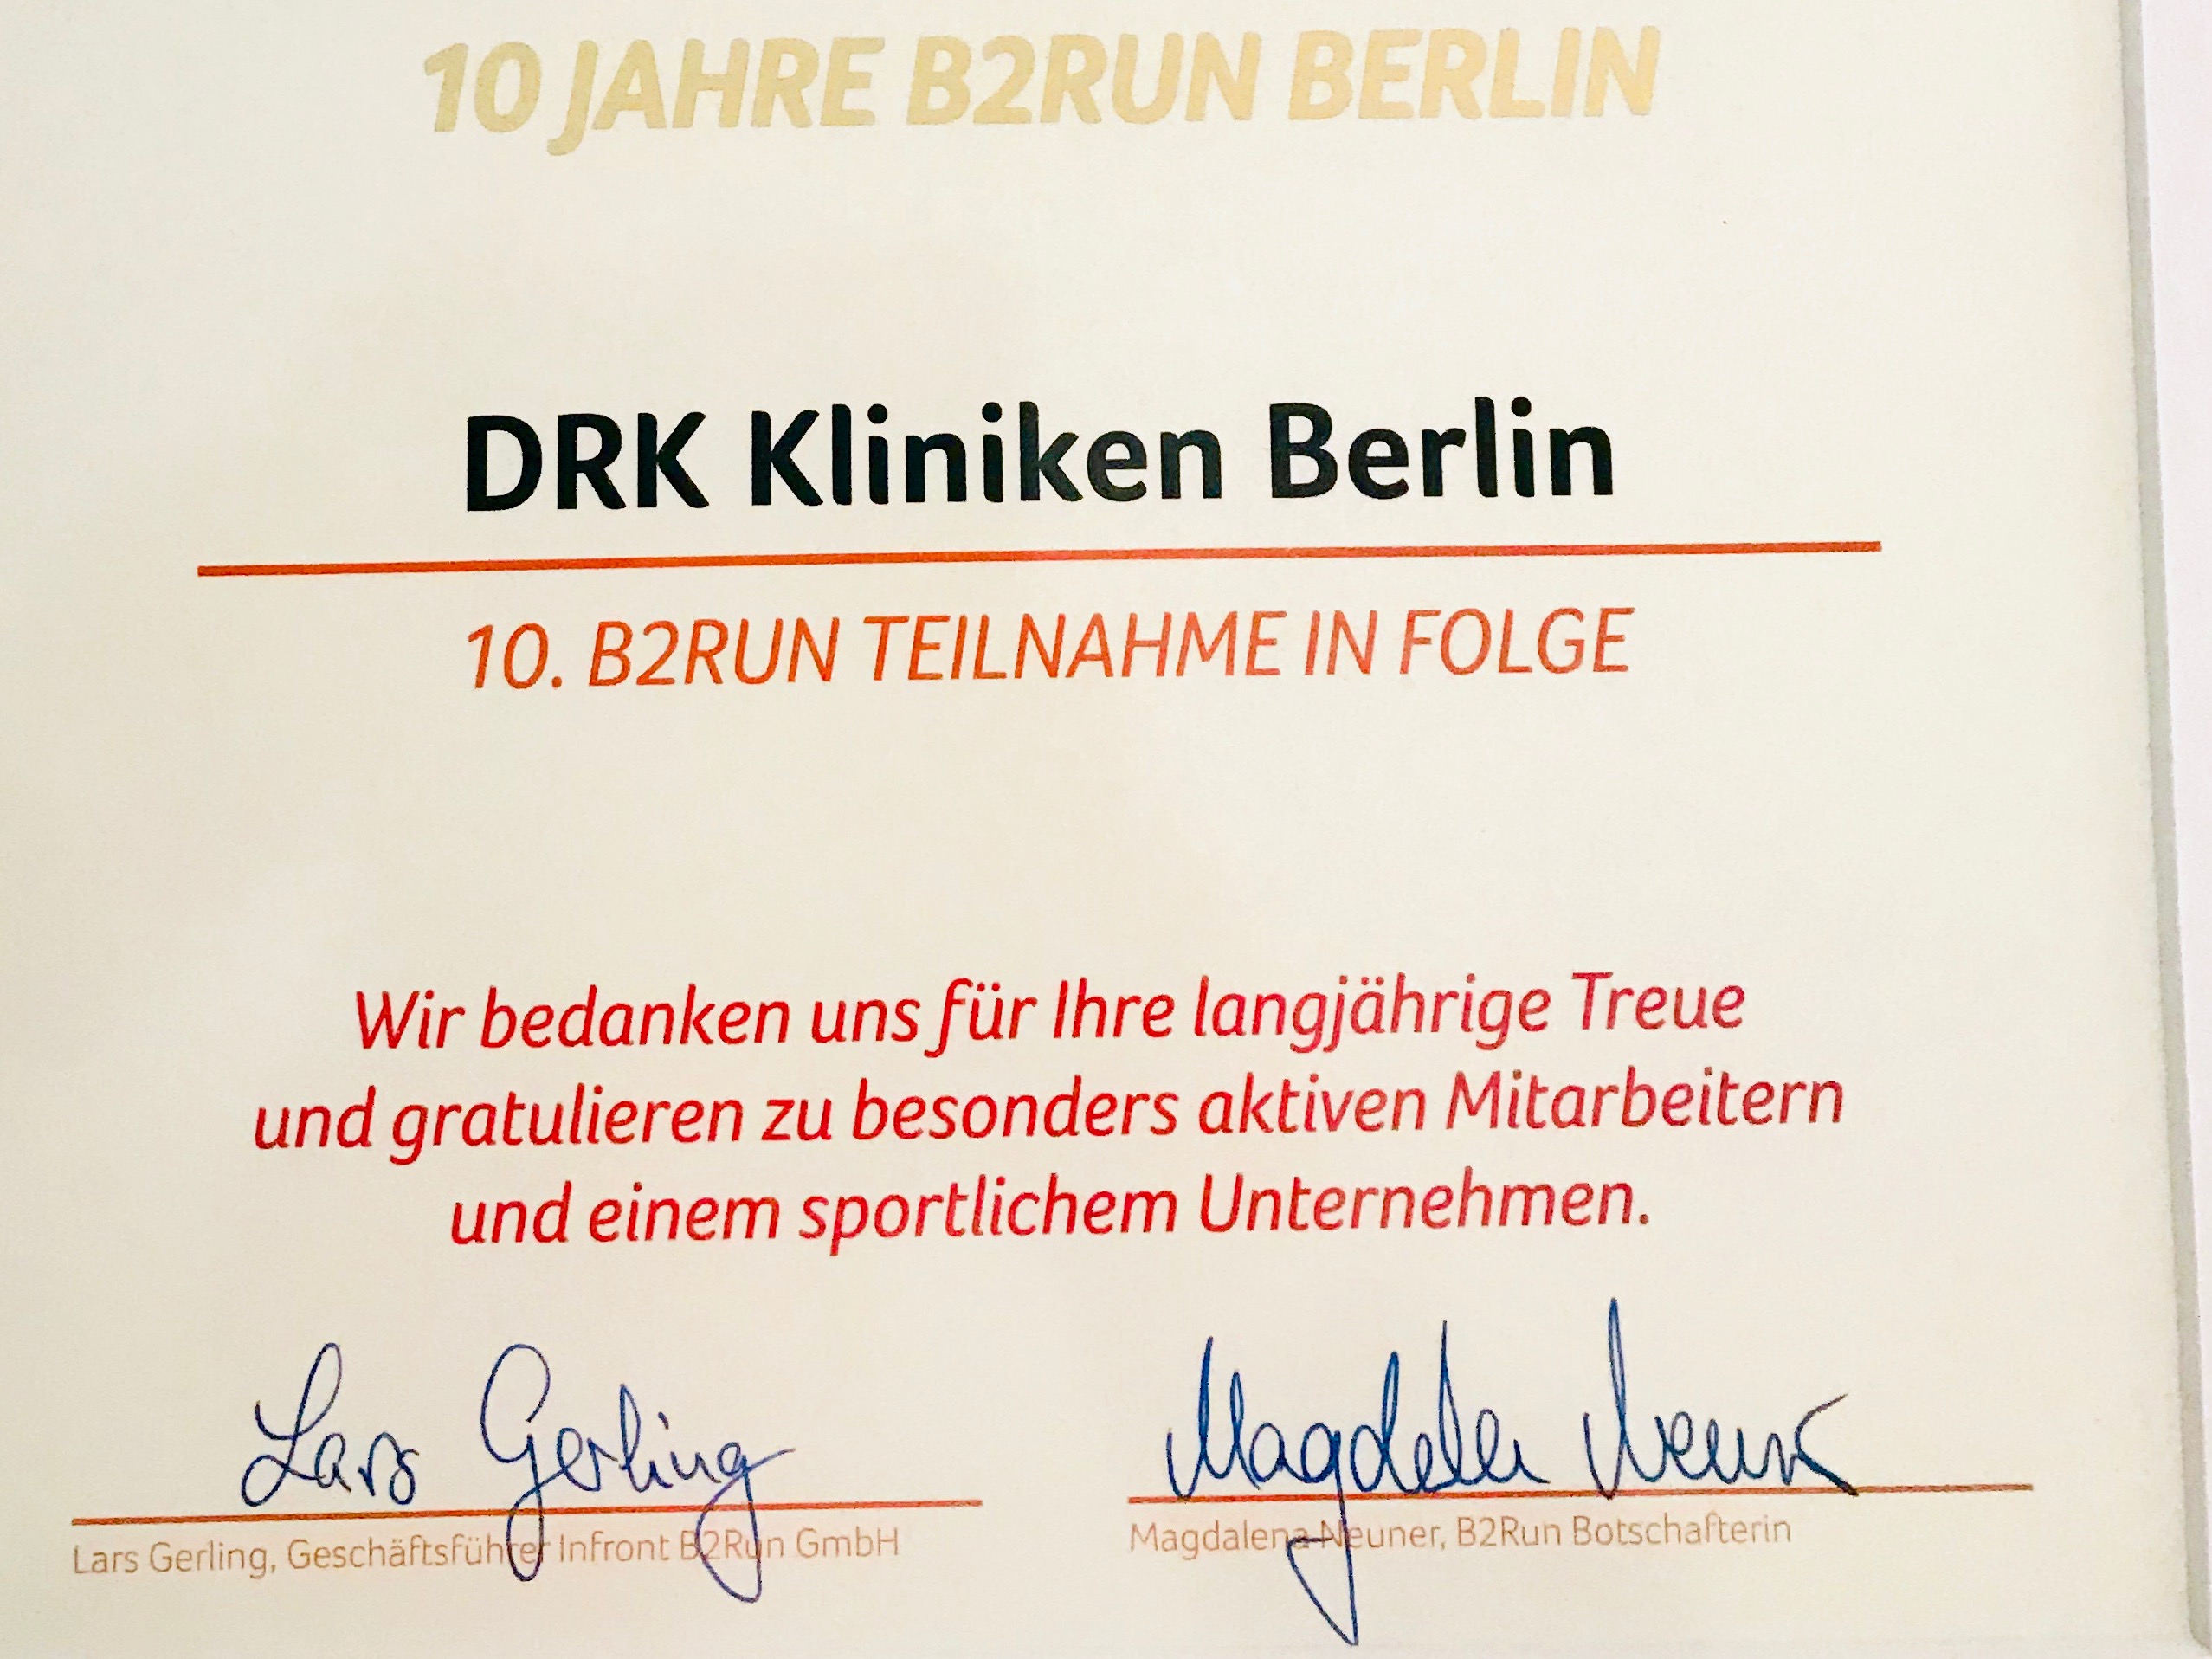 10 JAHRE B2RUN BERLIN
DRK Kliniken Berlin
10. B2RUN TEILNAHME IN FOLGE
Wir bedanken uns für Ihre langjährige Treue
und gratulieren zu besonders aktiven Mitarbeitern
und einem sportlichem Unternehmen.
Lars Gerling
Magdalena Neuner
Lars Gerling, Geschäftsführer Infront B2Run GmbH
Magdalena Neuner, B2Run Botschafterin